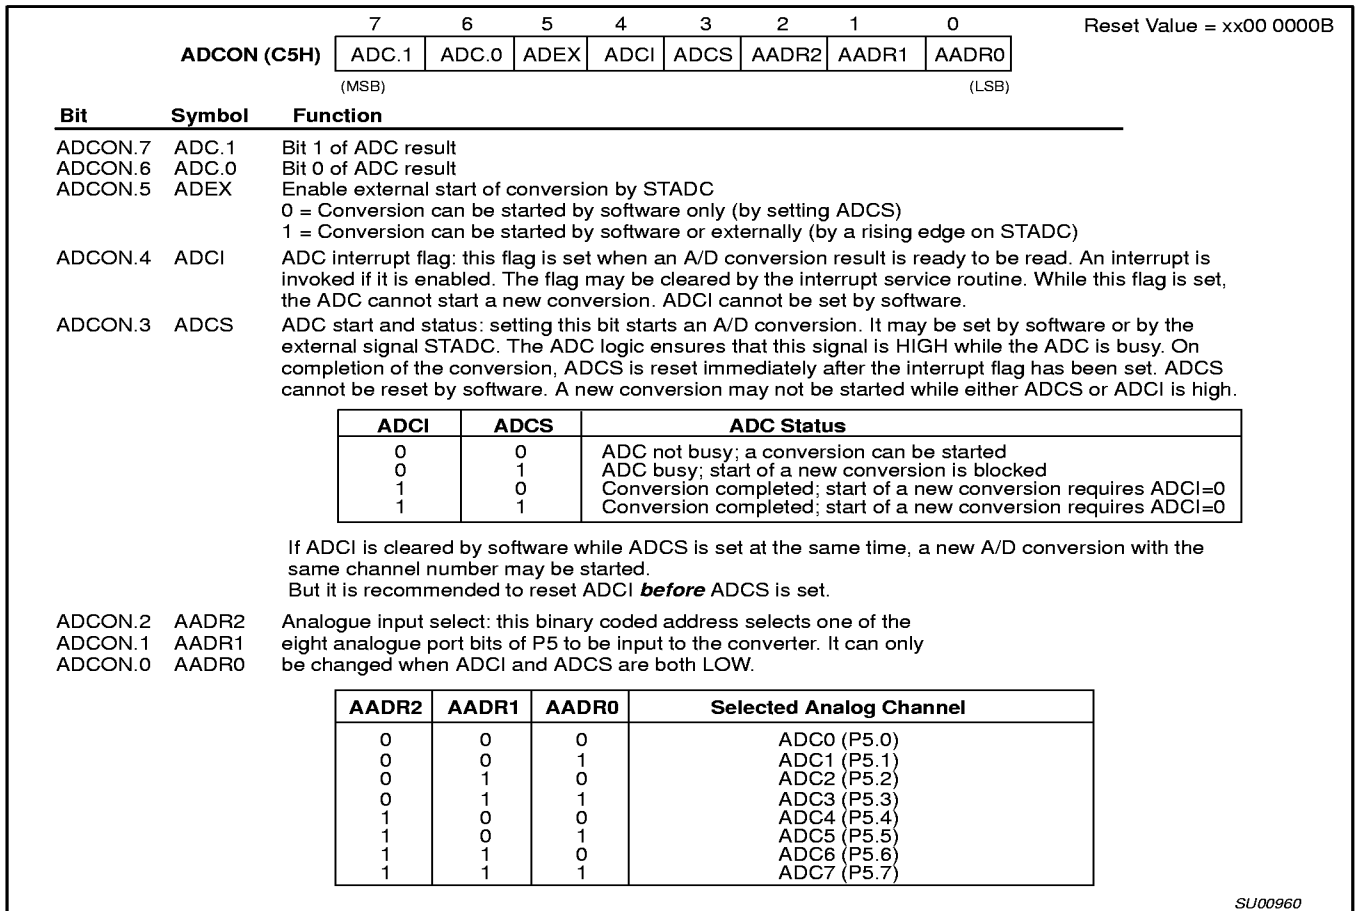 7 6 5 4 3 2 1 0 Reset Value = xx00 0000B
ADCON (C5H) ADC.1 ADC.0 ADEX ADCI ADCS AADR2 AADR1 AADR0
(MSB) (LSB)
Bit Symbol Function
ADCON.7 ADC.1 Bit 1 of ADC result
ADCON.6 ADC.0 Bit 0 of ADC result
ADCON.5 ADEX Enable external start of conversion by STADC
0 = Conversion can be started by software only (by setting ADCS)
1 = Conversion can be started by software or externally (by a rising edge on STADC)
ADCON.4 ADCI ADC interrupt flag: this flag is set when an A/D conversion result is ready to be read. An interrupt is
invoked if it is enabled. The flag may be cleared by the interrupt service routine. While this flag is set,
the ADC cannot start a new conversion. ADCI cannot be set by software.
ADCON.3 ADCS ADC start and status: setting this bit starts an A/D conversion. It may be set by software or by the
external signal STADC. The ADC logic ensures that this signal is HIGH while the ADC is busy. On
completion of the conversion, ADCS is reset immediately after the interrupt flag has been set. ADCS
cannot be reset by software. A new conversion may not be started while either ADCS or ADCI is high.
ADCI ADCS ADC Status
0 0 ADC not busy; a conversion can be started
0 1 ADC busy; start of a new conversion is blocked
1 0 Conversion completed; start of a new conversion requires ADCI=0
1 1 Conversion completed; start of a new conversion requires ADCI=0
If ADCI is cleared by software while ADCS is set at the same time, a new A/D conversion with the
same channel number may be started.
But it is recommended to reset ADCI before ADCS is set.
ADCON.2 AADR2 Analogue input select: this binary coded address selects one of the
ADCON.1 AADR1 eight analogue port bits of P5 to be input to the converter. It can only
ADCON.0 AADR0 be changed when ADCI and ADCS are both LOW.
AADR2 AADR1 AADR0 Selected Analog Channel
0 0 0 ADC0 (P5.0)
0 0 1 ADC1 (P5.1)
0 1 0 ADC2 (P5.2)
0 1 1 ADC3 (P5.3)
1 0 0 ADC4 (P5.4)
1 0 1 ADC5 (P5.5)
1 1 0 ADC6 (P5.6)
1 1 1 ADC7 (P5.7)
SU00960